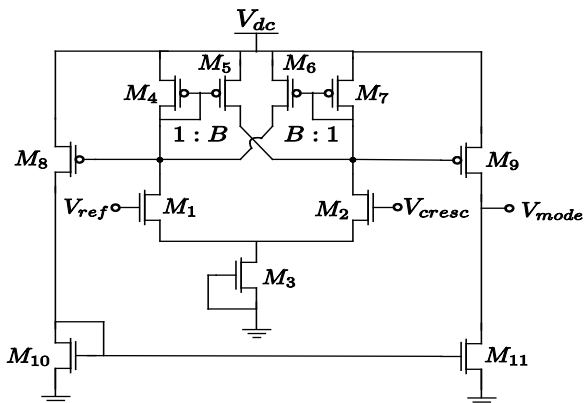 V_dc
M_5
M_6
M_4
M_7
1 : B
B : 1
M_8
M_9
V_ref
M_1
M_2
V_cresc
V_mode
M_3
M_10
M_11